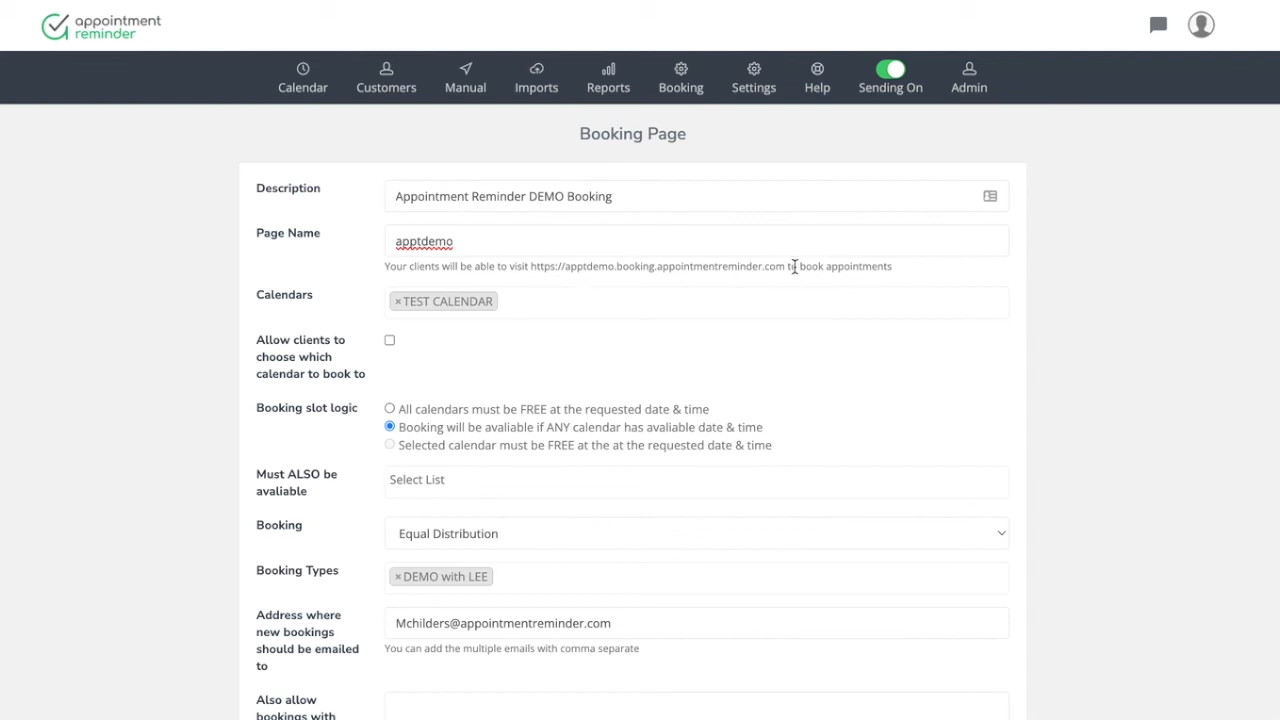 appointment
reminder
Calendar Customers Manual Imports Reports Booking Settings Help Sending On Admin
Booking Page
Description
Appointment Reminder DEMO Booking
Page Name
apptdemo
Your clients will be able to visit https://apptdemo.booking.appointmentreminder.com to book appointments
Calendars
×TEST CALENDAR
Allow clients to
choose which
calendar to book to
Booking slot logic
All calendars must be FREE at the requested date & time
Booking will be avaliable if ANY calendar has avaliable date & time
Selected calendar must be FREE at the at the requested date & time
Must ALSO be
avaliable
Select List
Booking
Equal Distribution
Booking Types
×DEMO with LEE
Address where
new bookings
should be emailed
to
Mchilders@appointmentreminder.com
You can add the multiple emails with comma separate
Also allow
bookings with